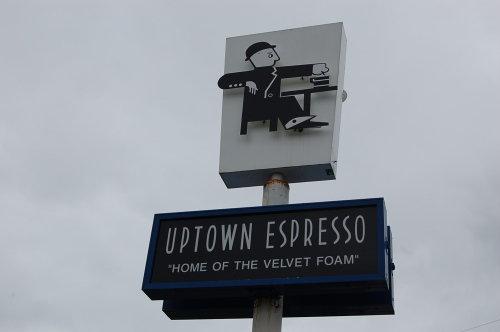 UPTOWN ESPRESSO
"HOME OF THE VELVET FOAM"